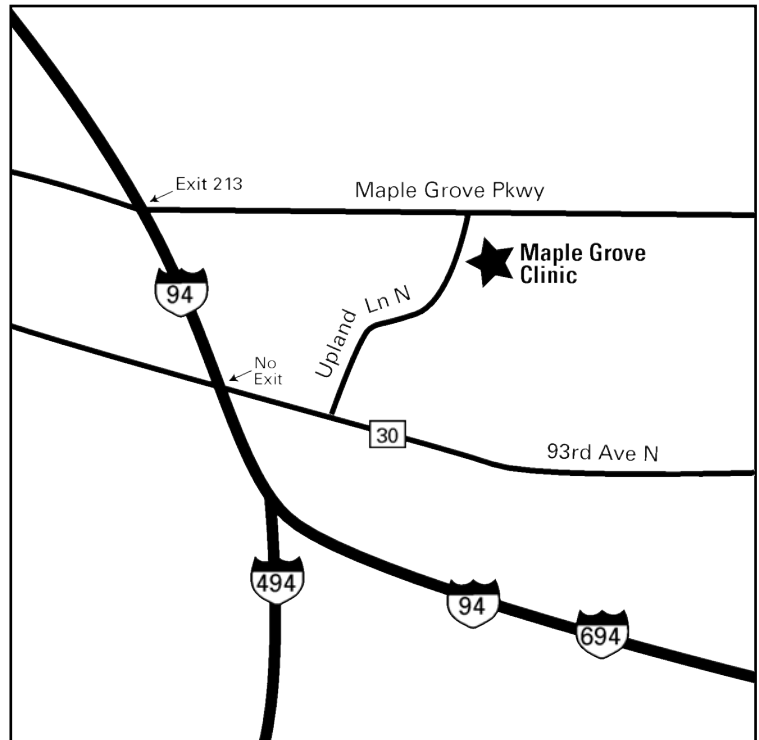 Exit 213
Maple Grove Pkwy
Maple Grove
Clinic
94
Upland Ln N
No
Exit
30
93rd Ave N
494
94
694